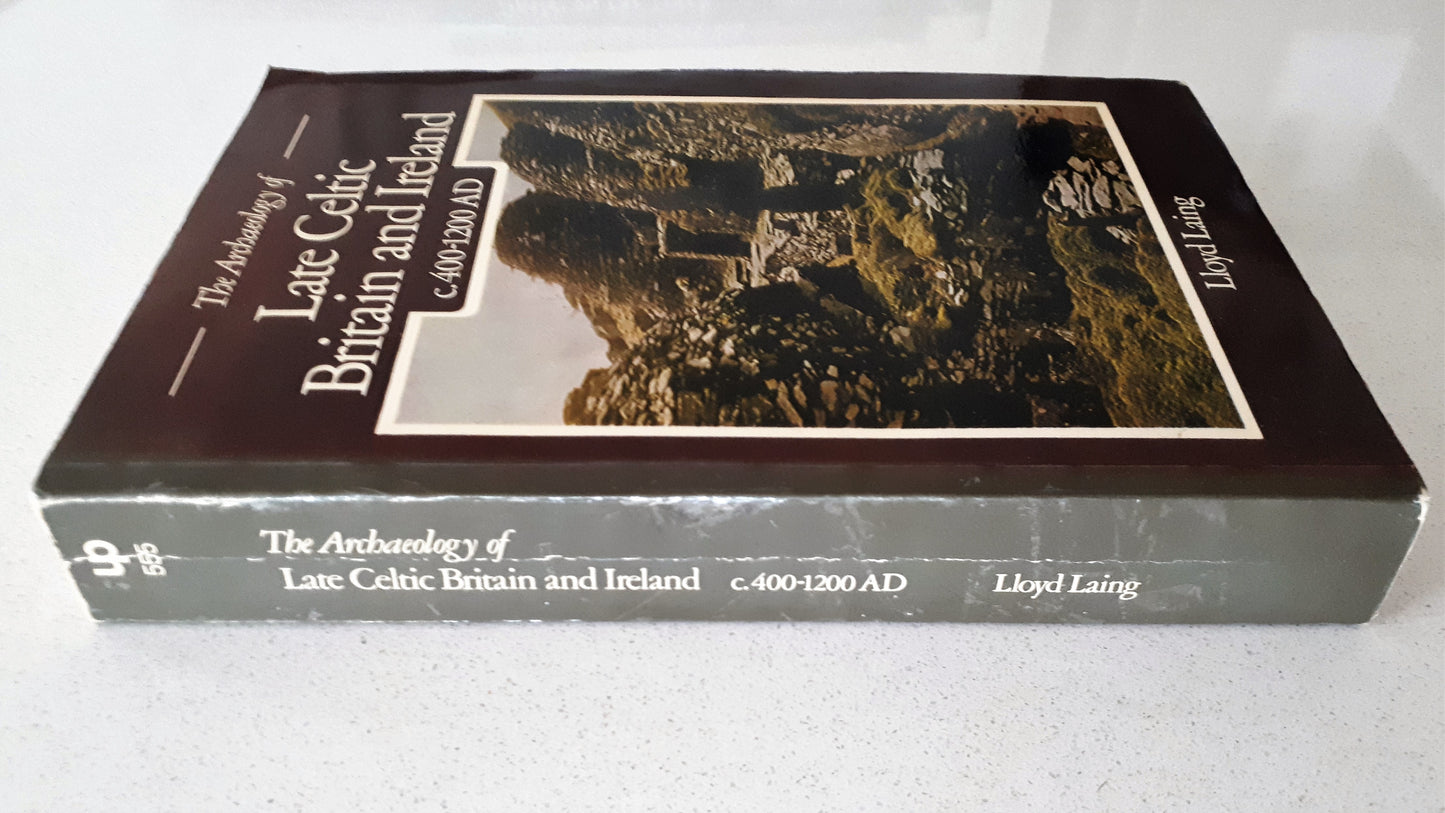 The Archaeology of
Late Celtic
Britain and Ireland
c.400-1200 AD
Lloyd Laing
up
555
The Archaeology of
Late Celtic Britain and Ireland c.400-1200 AD Lloyd Laing